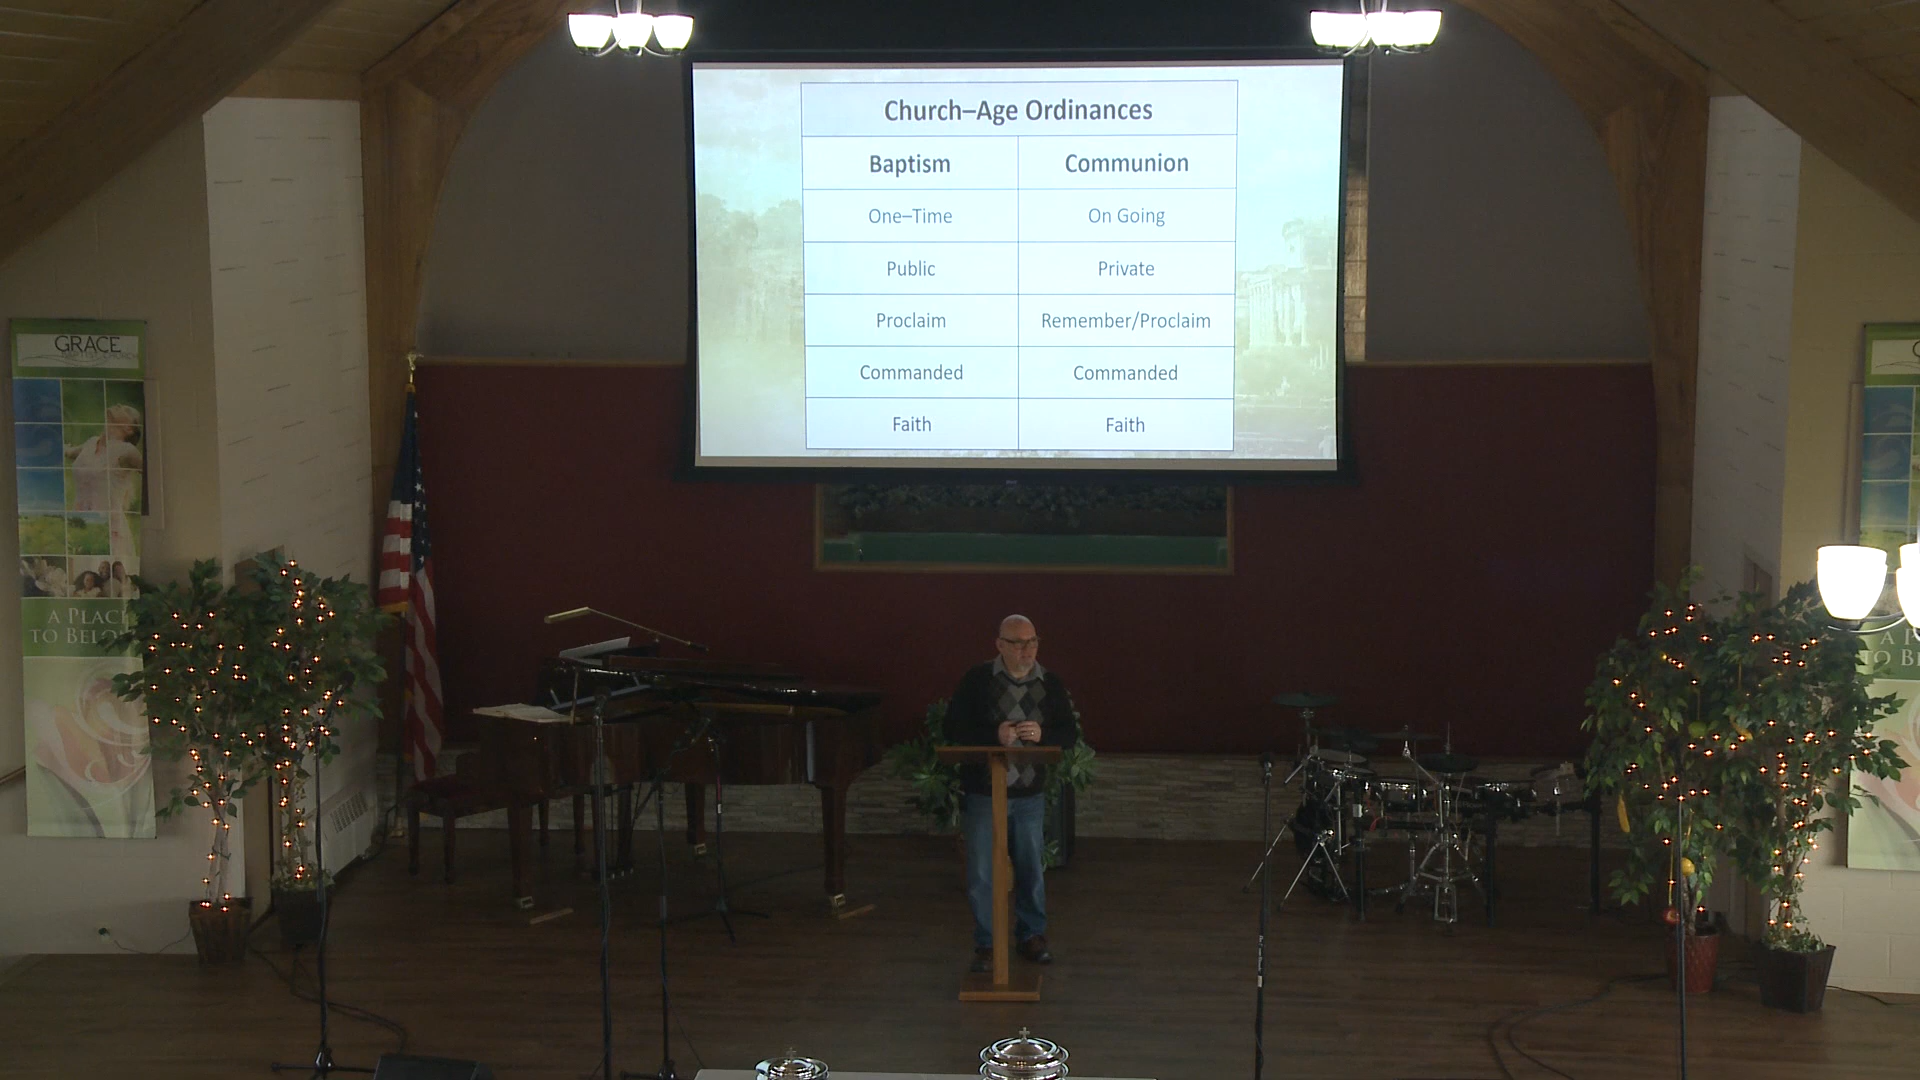 Church–Age Ordinances
Baptism Communion
One–Time On Going
Public Private
Proclaim Remember/Proclaim
Commanded Commanded
Faith Faith
GRACE
A PLACE
TO BELO